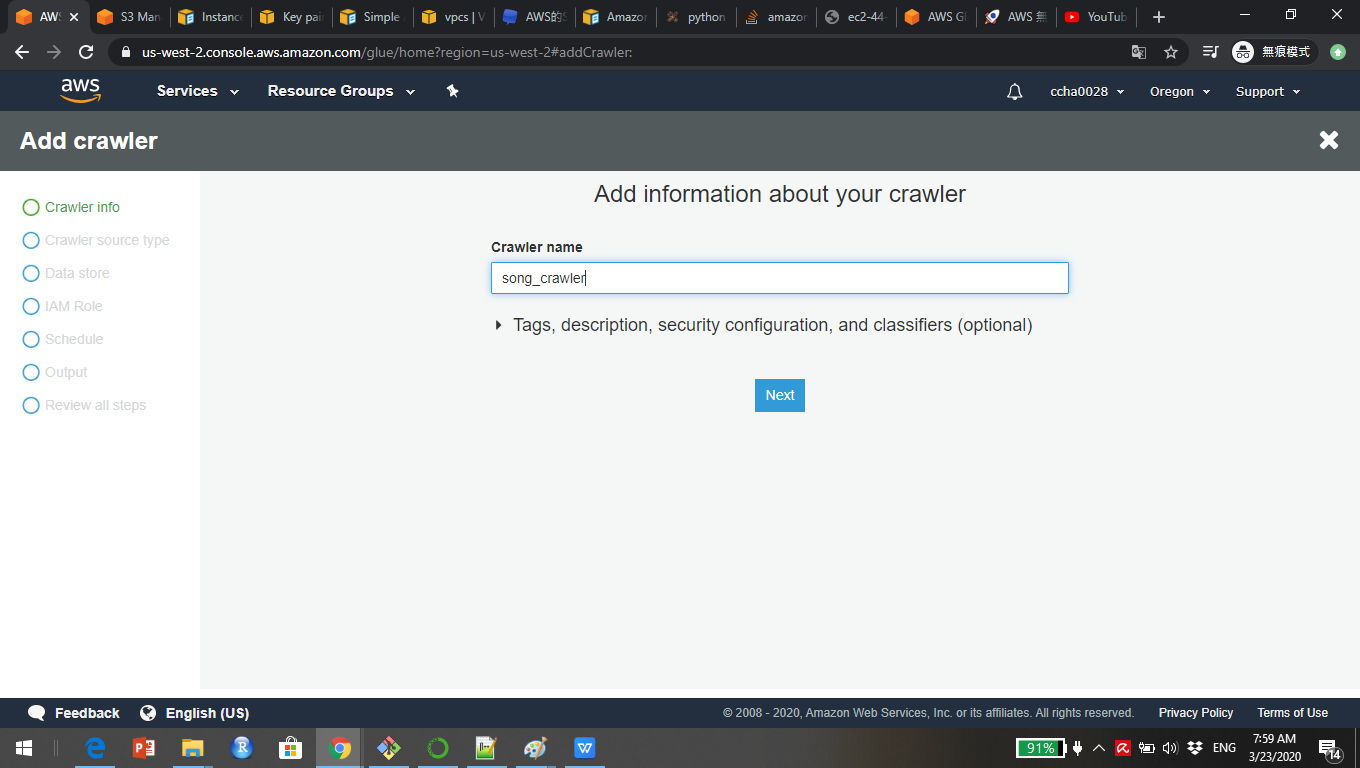 AWS
S3 Man
Instanc
Key pai
Simple
vpcs | V
AWS的S
Amazon
python
amazon
ec2-44-
AWS Gl
AWS 無
YouTub
us-west-2.console.aws.amazon.com/glue/home?region=us-west-2#addCrawler:
無痕模式
aws
Services
Resource Groups
ccha0028
Oregon
Support
Add crawler
Crawler info
Crawler source type
Data store
IAM Role
Schedule
Output
Review all steps
Add information about your crawler
Crawler name
song_crawler
Tags, description, security configuration, and classifiers (optional)
Next
Feedback
English (US)
© 2008 - 2020, Amazon Web Services, Inc. or its affiliates. All rights reserved.
Privacy Policy
Terms of Use
91%
ENG
7:59 AM
3/23/2020
14